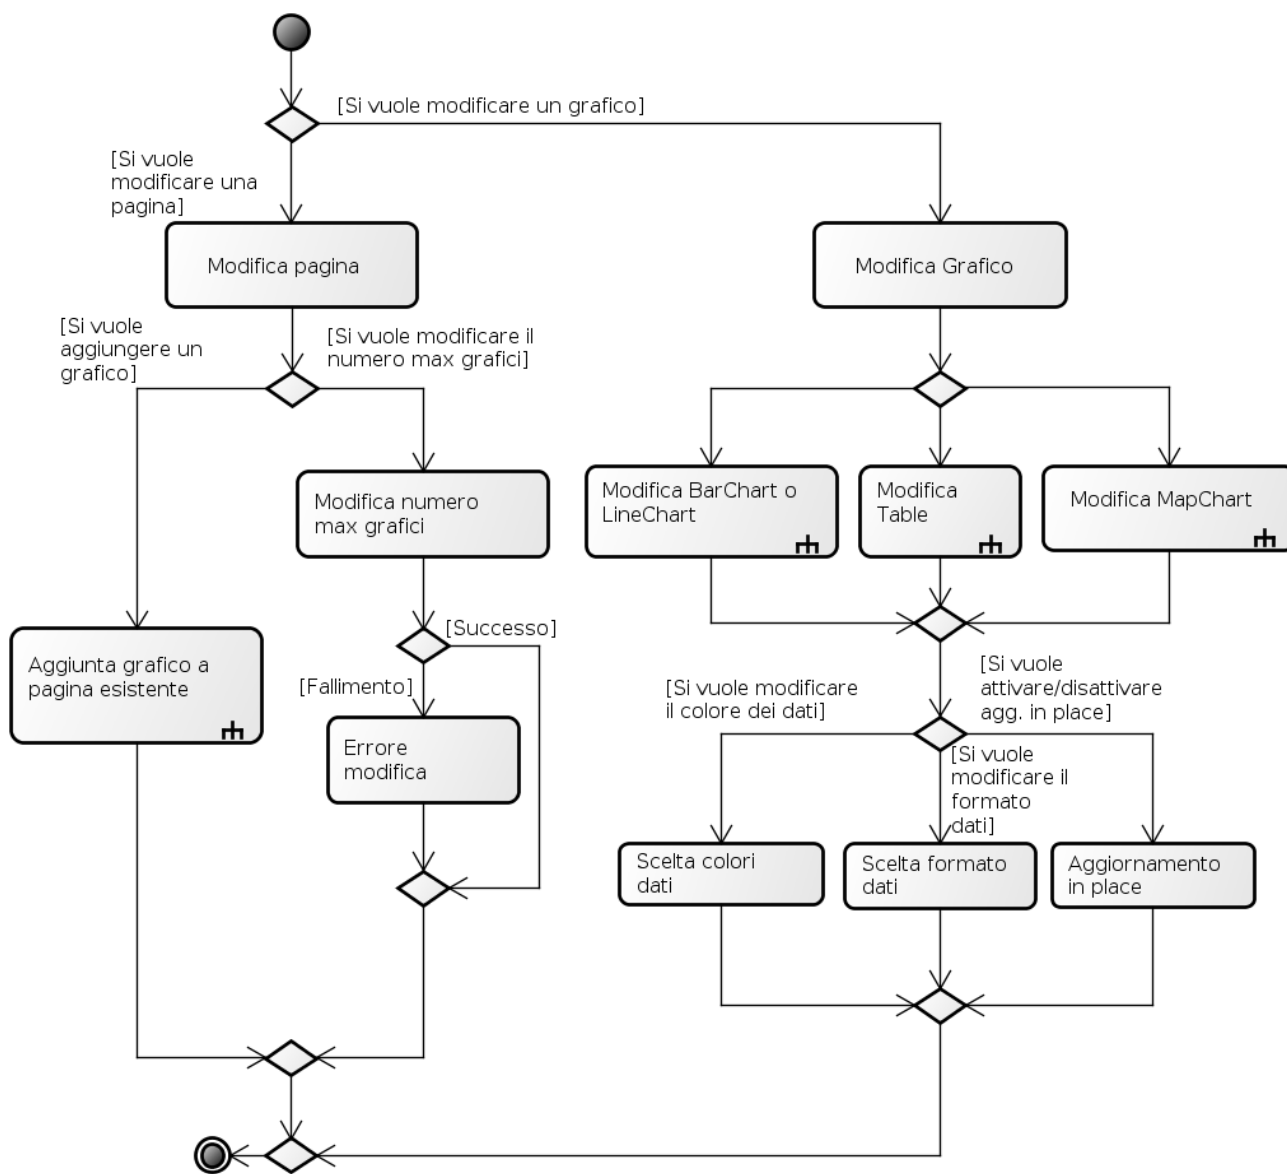 [Si vuole modificare un grafico]
[Si vuole
modificare una
pagina]
Modifica pagina
Modifica Grafico
[Si vuole
aggiungere un
grafico]
[Si vuole modificare il
numero max grafici]
Modifica numero
max grafici
Modifica BarChart o
LineChart
Modifica
Table
Modifica MapChart
[Successo]
Aggiunta grafico a
pagina esistente
[Fallimento]
Errore
modifica
[Si vuole modificare
il colore dei dati]
[Si vuole
attivare/disattivare
agg. in place]
[Si vuole
modificare il
formato
dati]
Scelta colori
dati
Scelta formato
dati
Aggiornamento
in place